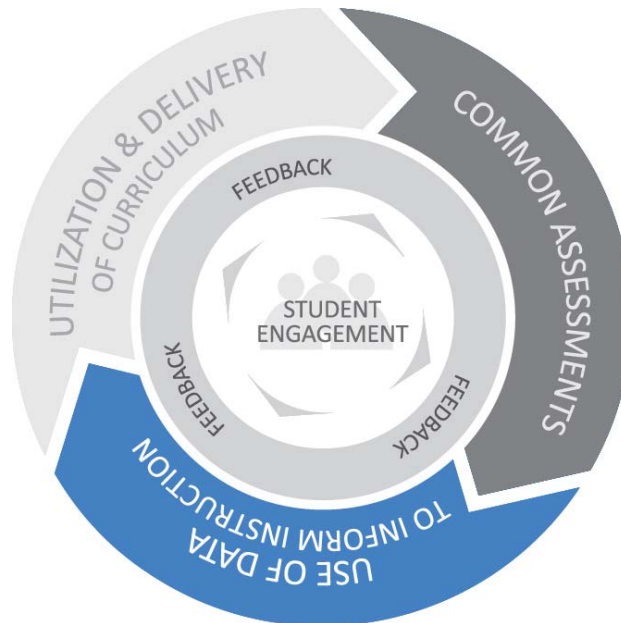 UTILIZATION & DELIVERY
OF CURRICULUM
COMMON ASSESSMENTS
USE OF DATA
TO INFORM INSTRUCTION
FEEDBACK
FEEDBACK
FEEDBACK
STUDENT
ENGAGEMENT